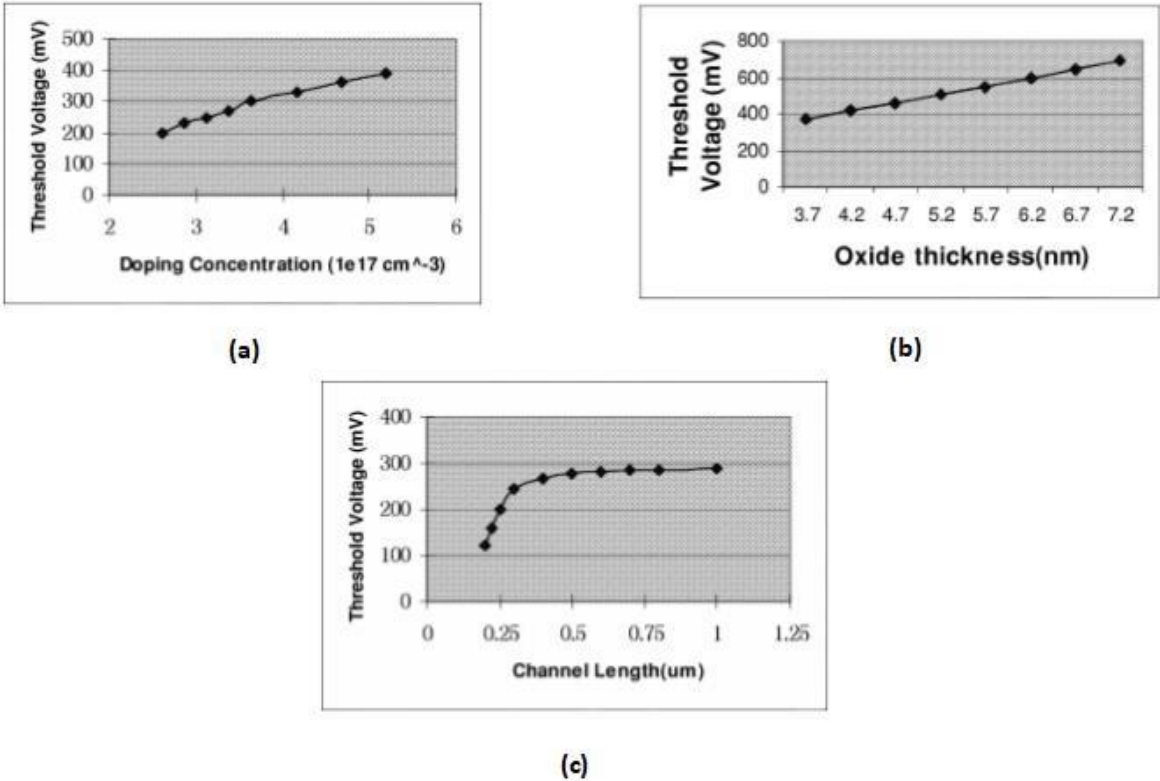 Threshold Voltage (mV)
500
400
300
200
100
0
2 3 4 5 6
Doping Concentration (1e17 cm^-3)
(a)
Threshold
Voltage (mV)
800
600
400
200
0
3.7 4.2 4.7 5.2 5.7 6.2 6.7 7.2
Oxide thickness(nm)
(b)
Threshold Voltage (mV)
400
300
200
100
0
0 0.25 0.5 0.75 1 1.25
Channel Length(um)
(c)